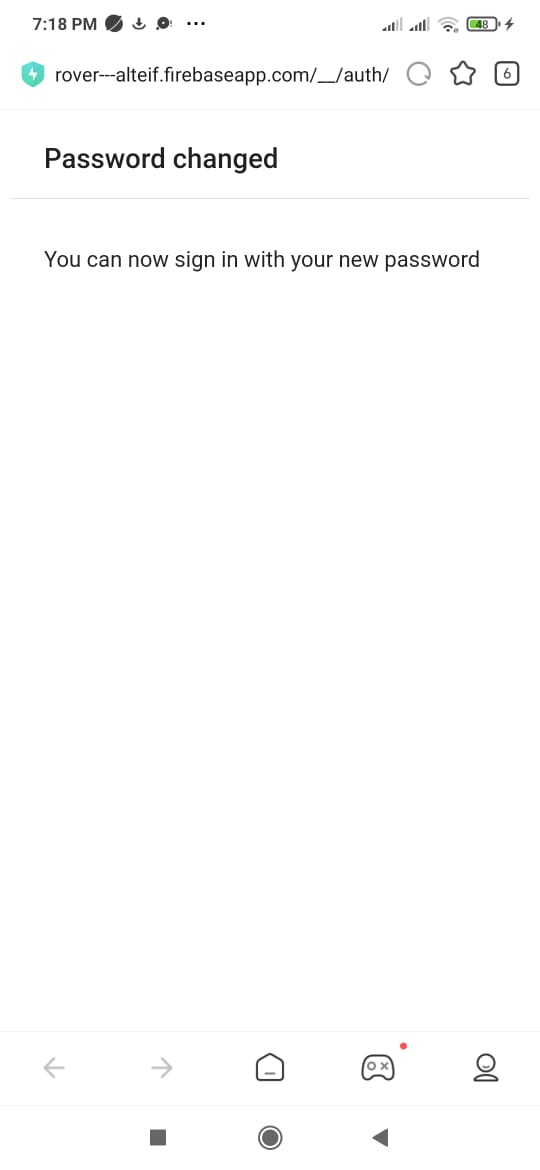 7:18 PM
48
rover---alteif.firebaseapp.com/__/auth/
6
Password changed
You can now sign in with your new password